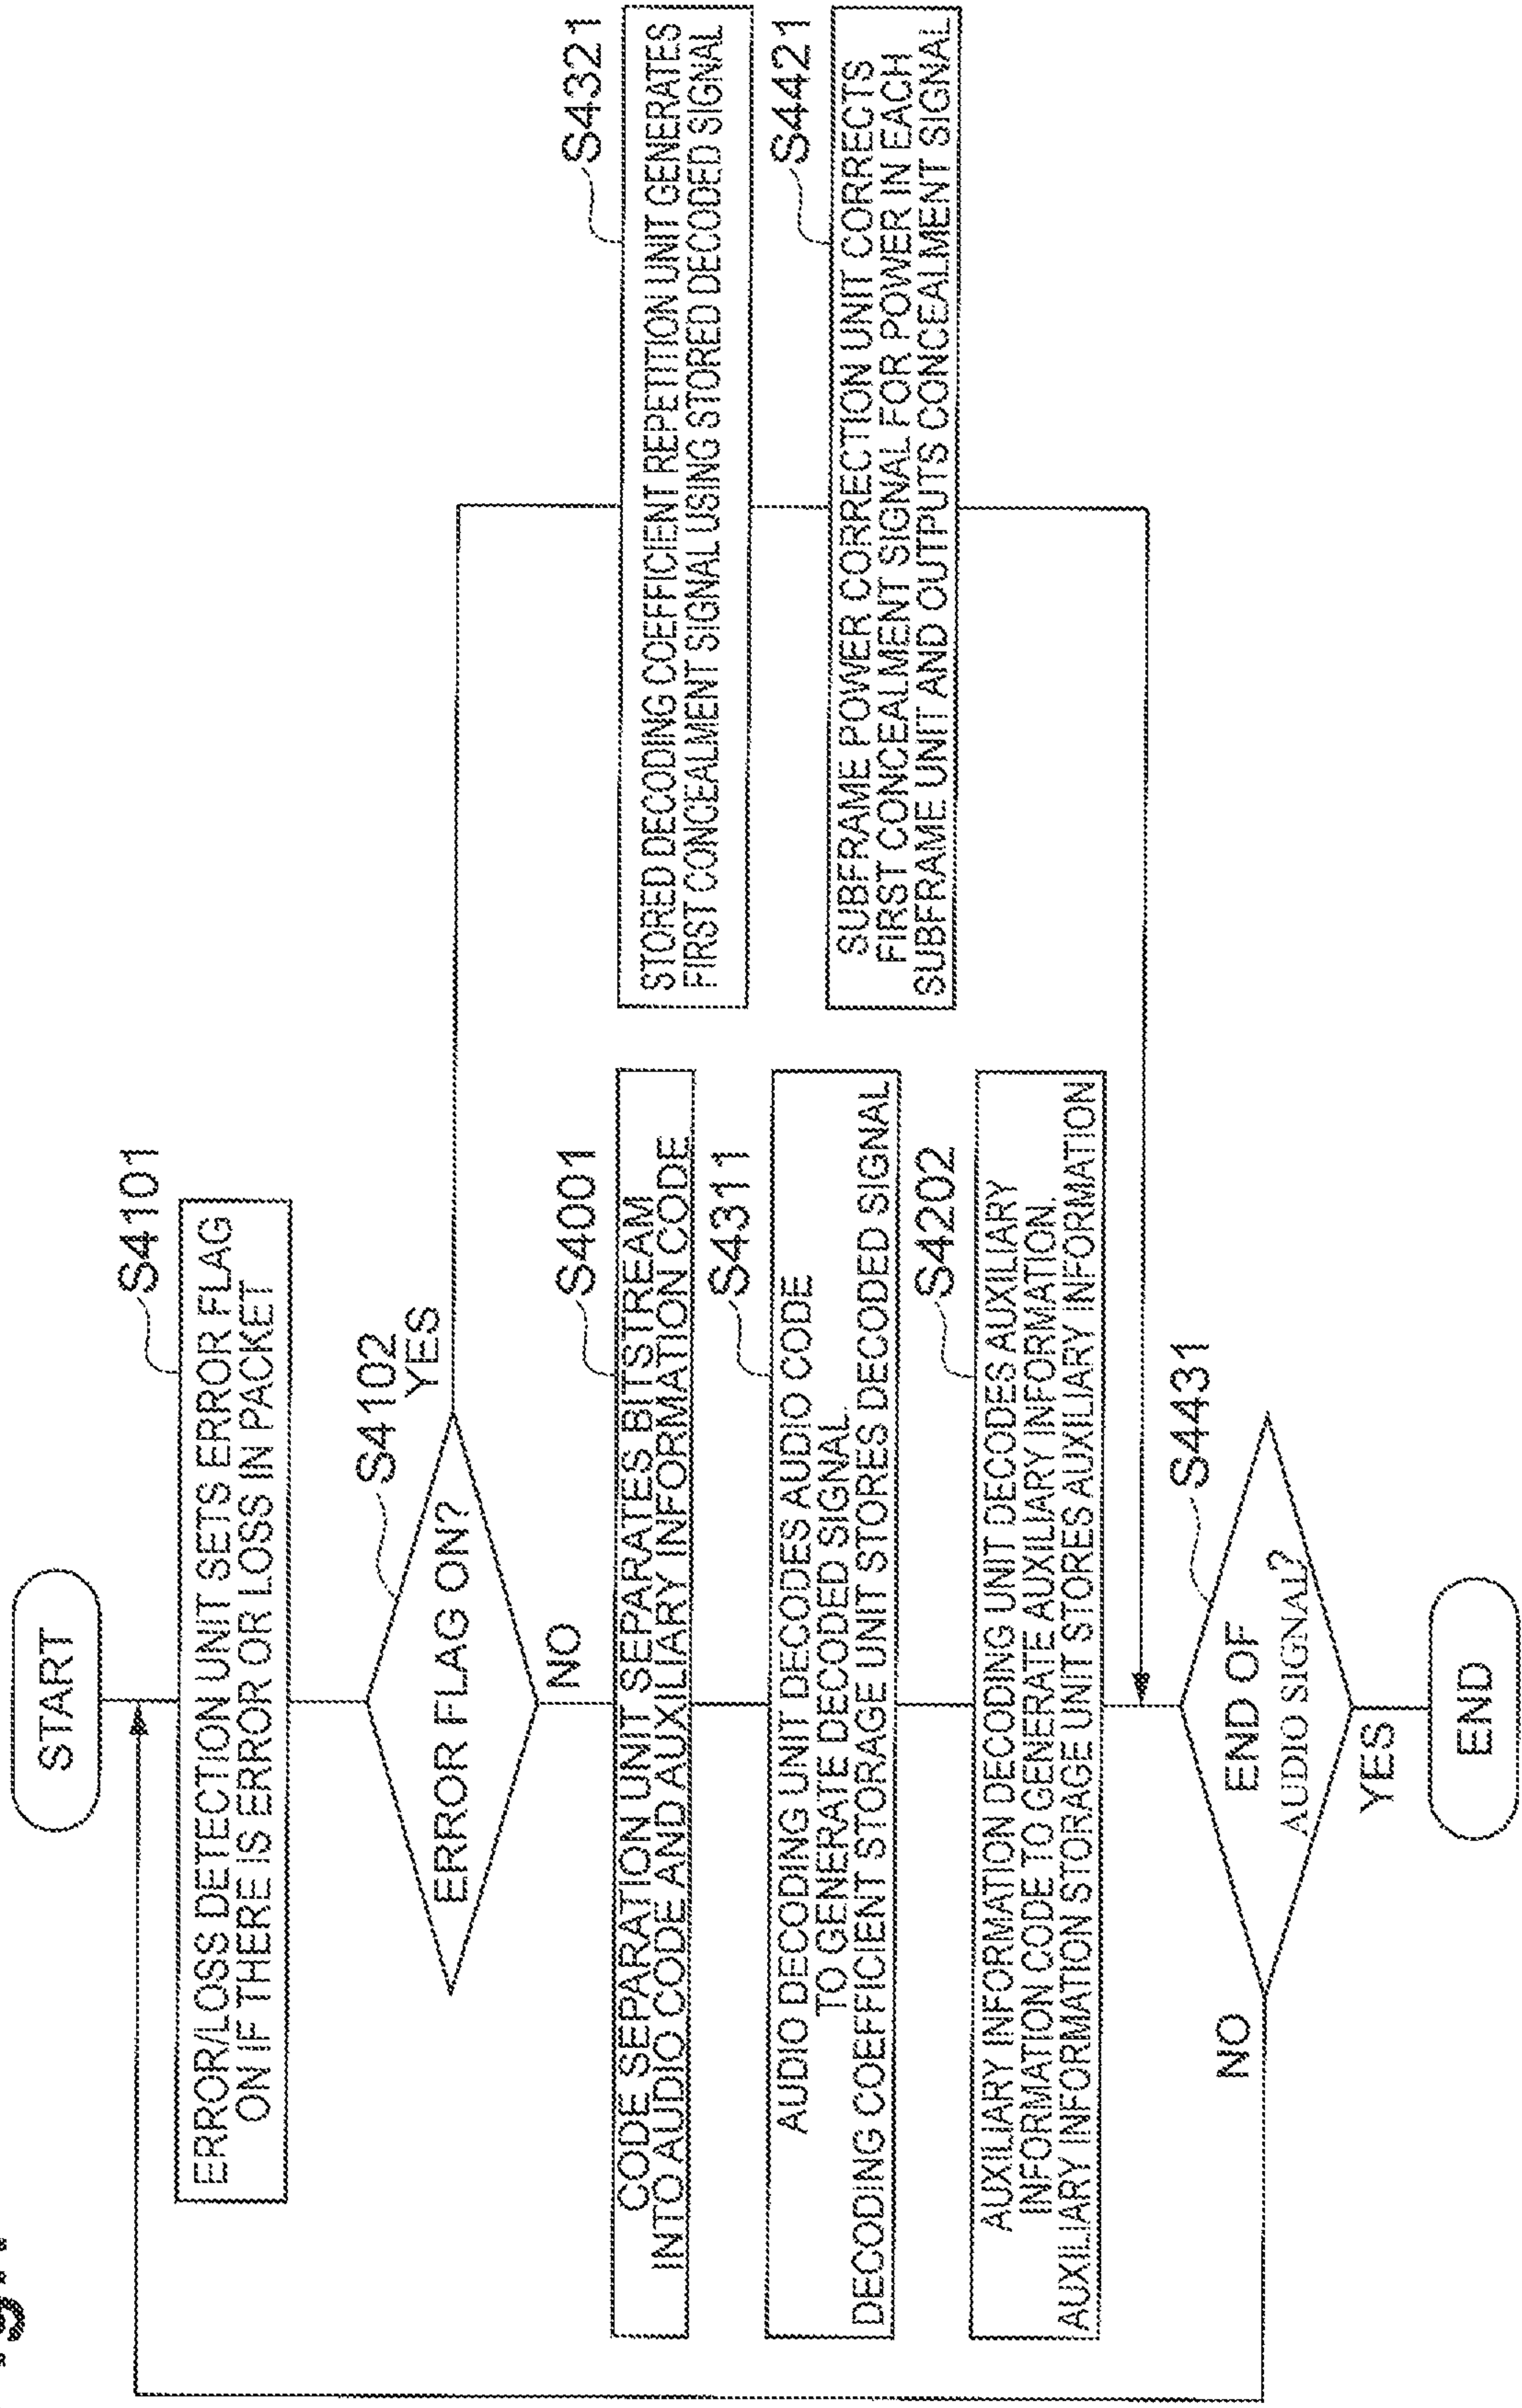 START
S4101
ERROR/LOSS DETECTION UNIT SETS ERROR FLAG
ON IF THERE IS ERROR OR LOSS IN PACKET
S4102
YES
ERROR FLAG ON?
NO
S4001
CODE SEPARATION UNIT SEPARATES BITSTREAM
INTO AUDIO CODE AND AUXILIARY INFORMATION CODE
S4311
AUDIO DECODING UNIT DECODES AUDIO CODE
TO GENERATE DECODED SIGNAL.
DECODING COEFFICIENT STORAGE UNIT STORES DECODED SIGNAL
S4202
AUXILIARY INFORMATION DECODING UNIT DECODES AUXILIARY
INFORMATION CODE TO GENERATE AUXILIARY INFORMATION.
AUXILIARY INFORMATION STORAGE UNIT STORES AUXILIARY INFORMATION
S4321
STORED DECODING COEFFICIENT REPETITION UNIT GENERATES
FIRST CONCEALMENT SIGNAL USING STORED DECODED SIGNAL
S4421
SUBFRAME POWER CORRECTION UNIT CORRECTS
FIRST CONCEALMENT SIGNAL FOR POWER IN EACH
SUBFRAME UNIT AND OUTPUTS CONCEALMENT SIGNAL
S4431
END OF
AUDIO SIGNAL?
NO
YES
END